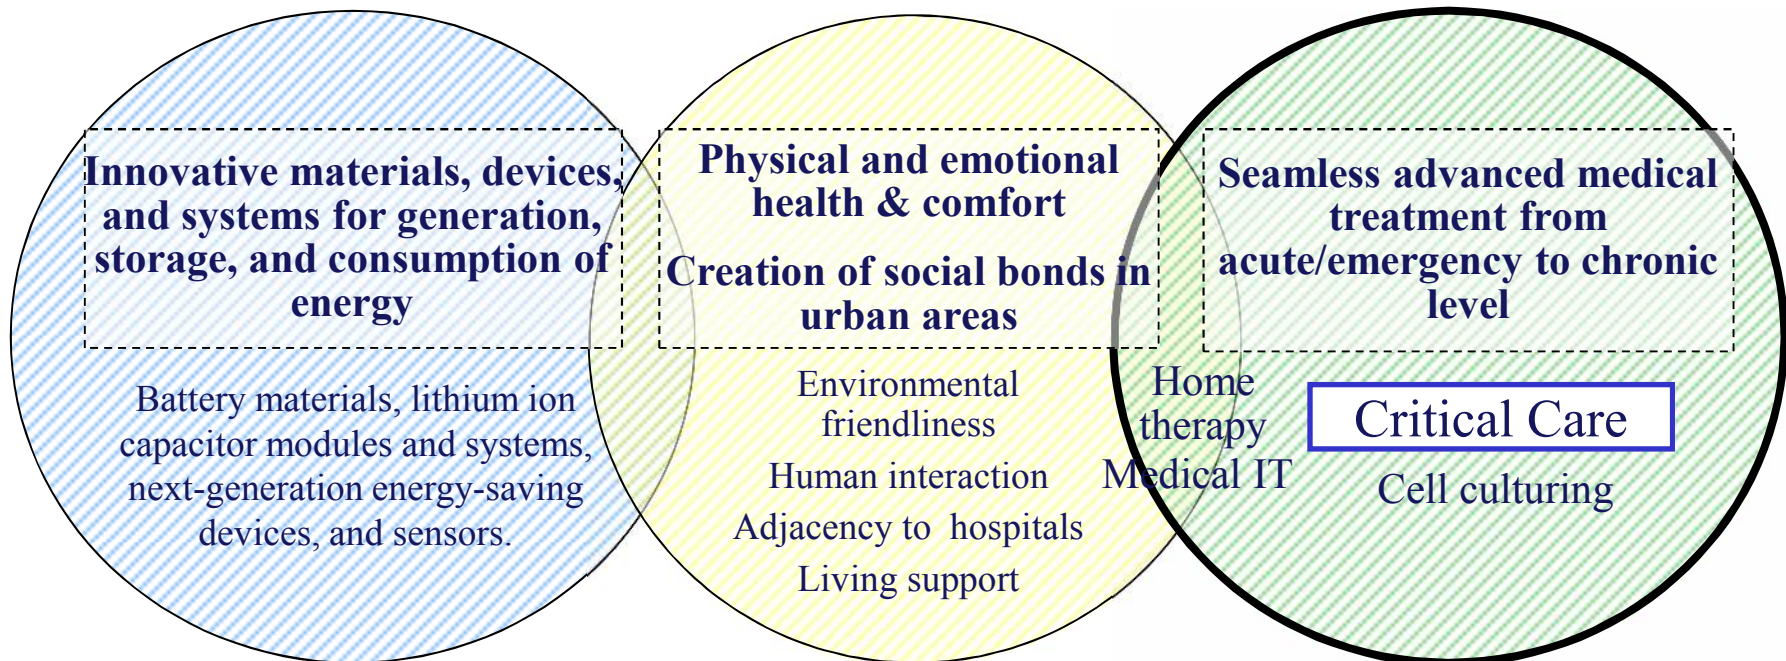 Innovative materials, devices,
and systems for generation,
storage, and consumption of
energy
Battery materials, lithium ion
capacitor modules and systems,
next-generation energy-saving
devices, and sensors.
Physical and emotional
health & comfort
Creation of social bonds in
urban areas
Environmental
friendliness
Human interaction
Adjacency to hospitals
Living support
Home
therapy
Medical IT
Seamless advanced medical
treatment from
acute/emergency to chronic
level
Critical Care
Cell culturing